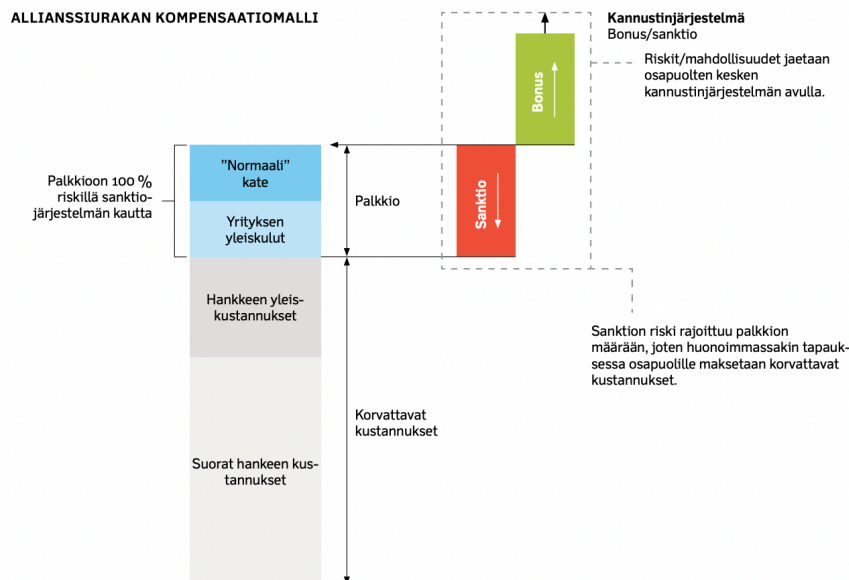 ALLIANSSIURAKAN KOMPENSAATIOMALLI
Kannustinjärjestelmä
Bonus/sanktio
Riskit/mahdollisuudet jaetaan
osapuolten kesken
kannustinjärjestelmän avulla.
Bonus
Sanktio
"Normaali"
kate
Palkkioon 100 %
riskillä sanktio-
järjestelmän kautta
Palkkio
Yrityksen
yleiskulut
Hankkeen yleis-
kustannukset
Sanktion riski rajoittuu palkkion
määrään, joten huonoimmassakin tapauk-
sessa osapuolille maksetaan korvattavat
kustannukset.
Korvattavat
kustannukset
Suorat hankeen kus-
tannukset